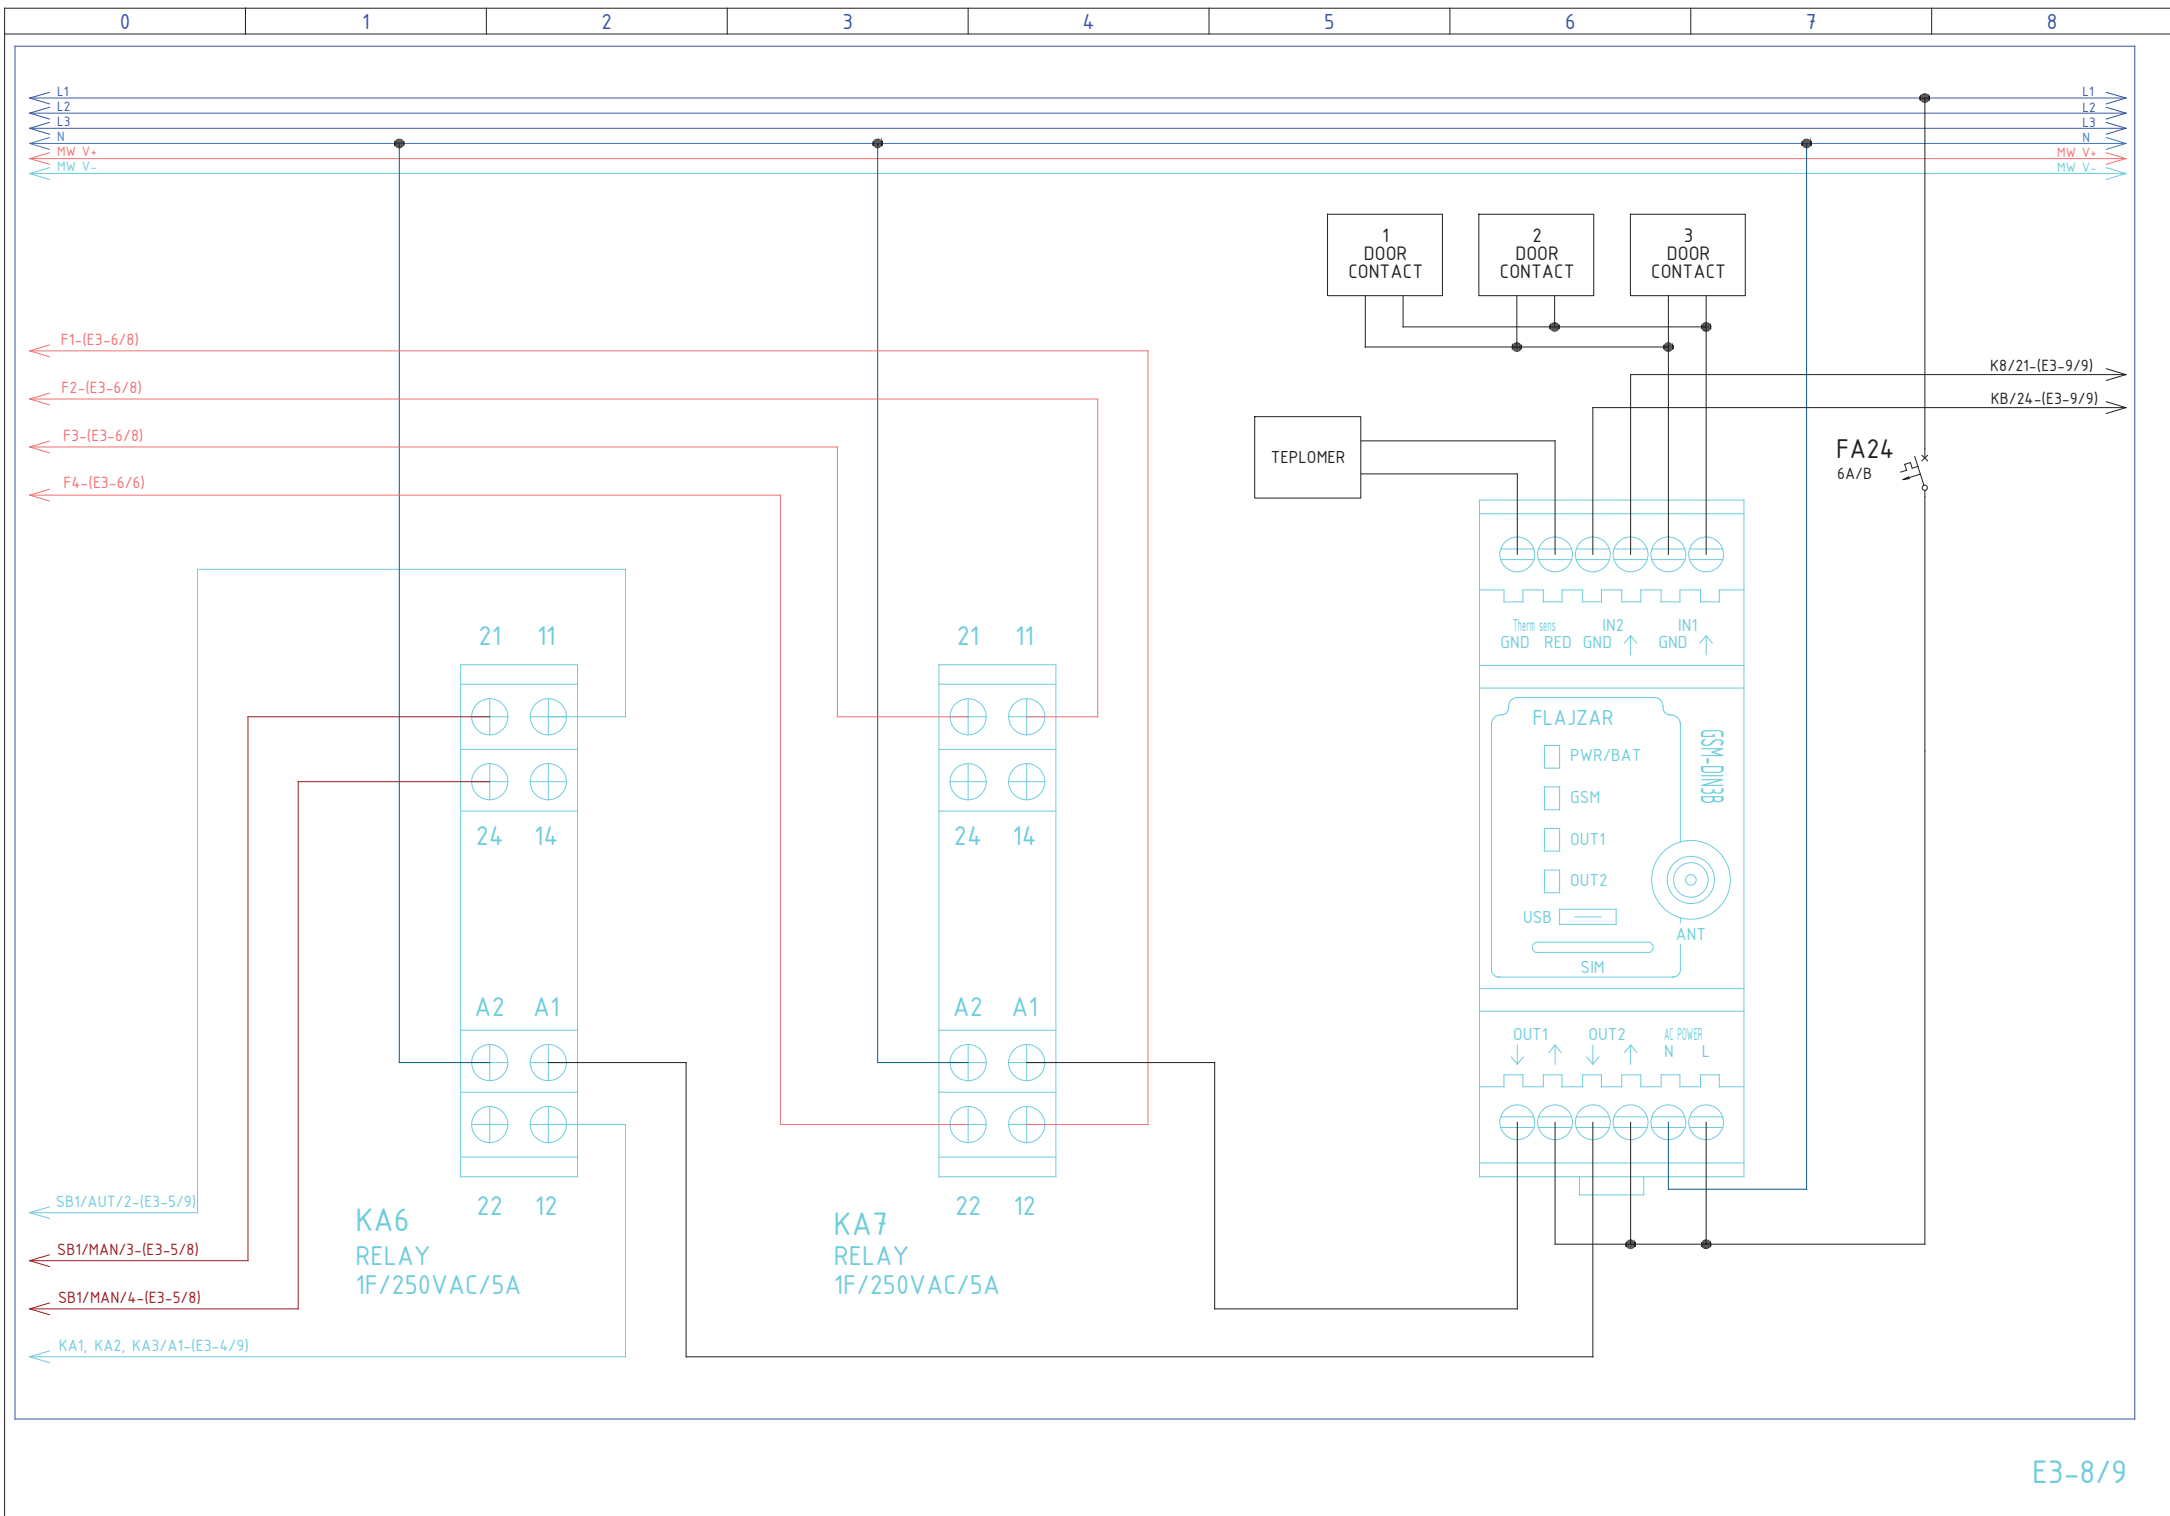 0 1 2 3 4 5 6 7 8
L1 L1
L2 L2
L3 L3
N N
MW V+ MW V+
MW V- MW V-
1
DOOR
CONTACT
2
DOOR
CONTACT
3
DOOR
CONTACT
F1-(E3-6/8)
F2-(E3-6/8)
F3-(E3-6/8)
F4-(E3-6/6)
K8/21-(E3-9/9)
KB/24-(E3-9/9)
TEPLOMER
FA24
6A/B
21 11
24 14
A2 A1
22 12
KA6
RELAY
1F/250VAC/5A
21 11
24 14
A2 A1
22 12
KA7
RELAY
1F/250VAC/5A
Therm sens IN2 IN1
GND RED GND ↑ GND ↑
FLAJZAR
GSM-DIN3B
PWR/BAT
GSM
OUT1
OUT2
USB
ANT
SIM
OUT1 OUT2 AC POWER
↓ ↑ ↓ ↑ N L
SB1/AUT/2-(E3-5/9)
SB1/MAN/3-(E3-5/8)
SB1/MAN/4-(E3-5/8)
KA1, KA2, KA3/A1-(E3-4/9)
E3-8/9